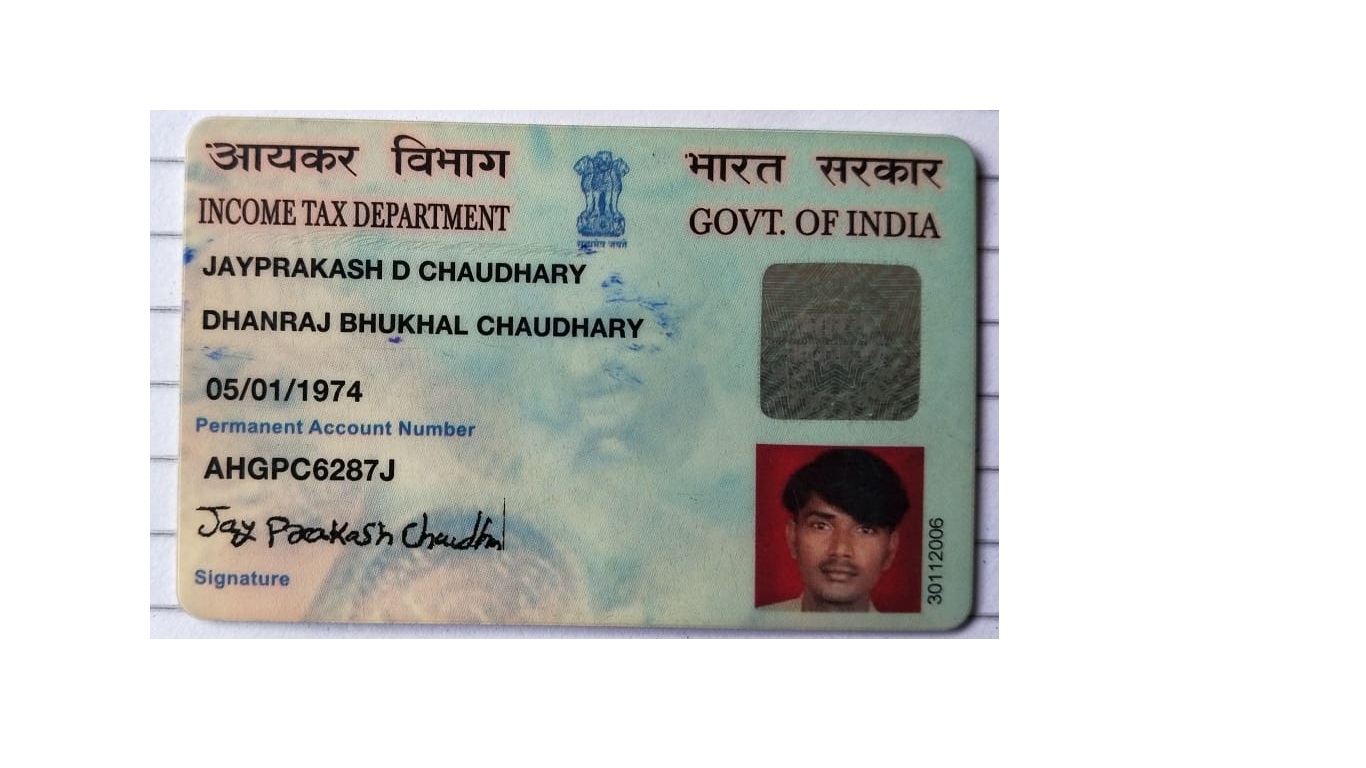 आयकर विभाग
भारत सरकार
INCOME TAX DEPARTMENT
GOVT. OF INDIA
सत्यमेव जयते
JAYPRAKASH D CHAUDHARY
DHANRAJ BHUKHAL CHAUDHARY
05/01/1974
Permanent Account Number
AHGPC6287J
Jay Prakash
Signature
30112006